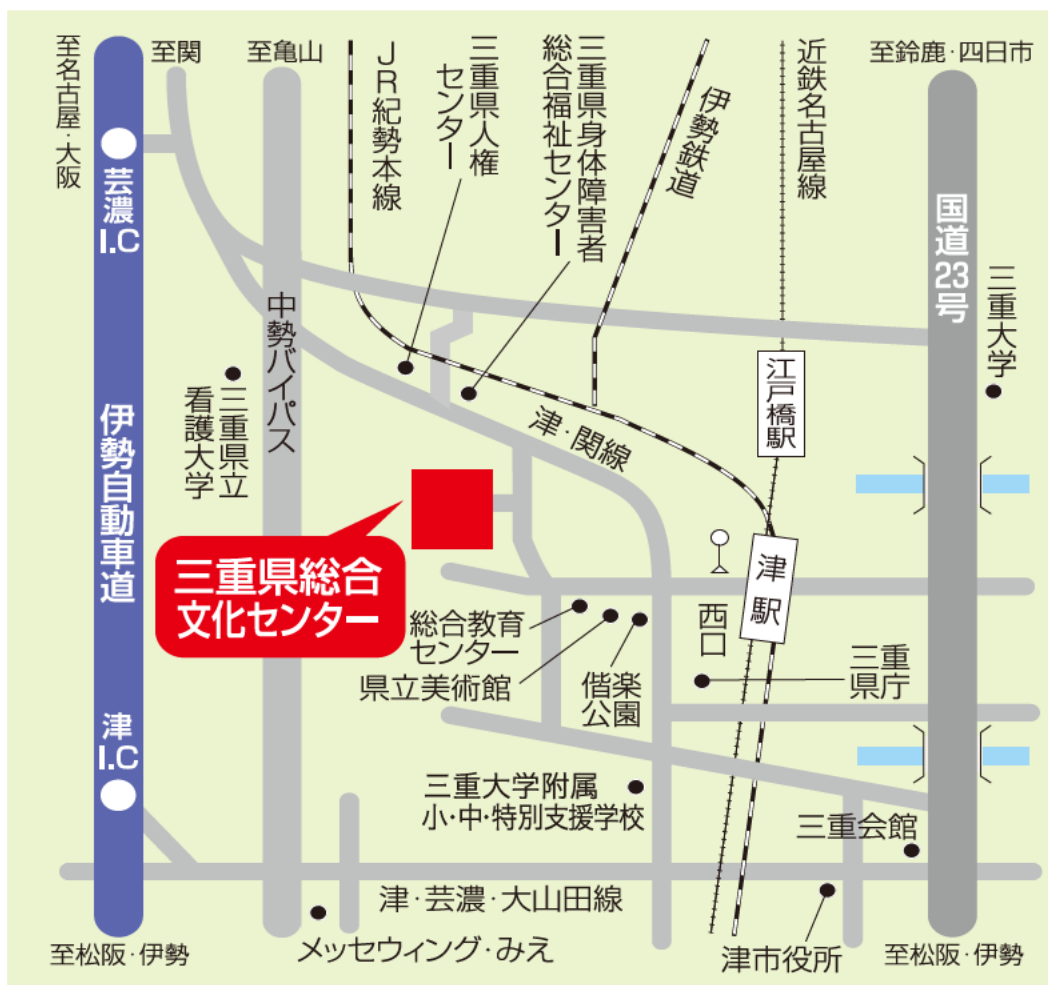 至名古屋・大阪
至関
至亀山
JR紀勢本線
三重県人権
センター
三重県身体障害者
総合福祉センター
伊勢鉄道
近鉄名古屋線
至鈴鹿・四日市
芸濃
I.C
国道23号
三重大学
中勢バイパス
江戸橋駅
三重県立
看護大学
伊勢自動車道
津・関線
三重県総合
文化センター
津駅
西口
総合教育
センター
県立美術館
偕楽
公園
三重
県庁
津
I.C
三重大学附属
小・中・特別支援学校
三重会館
津・芸濃・大山田線
メッセウィング・みえ
津市役所
至松阪・伊勢
至松阪・伊勢